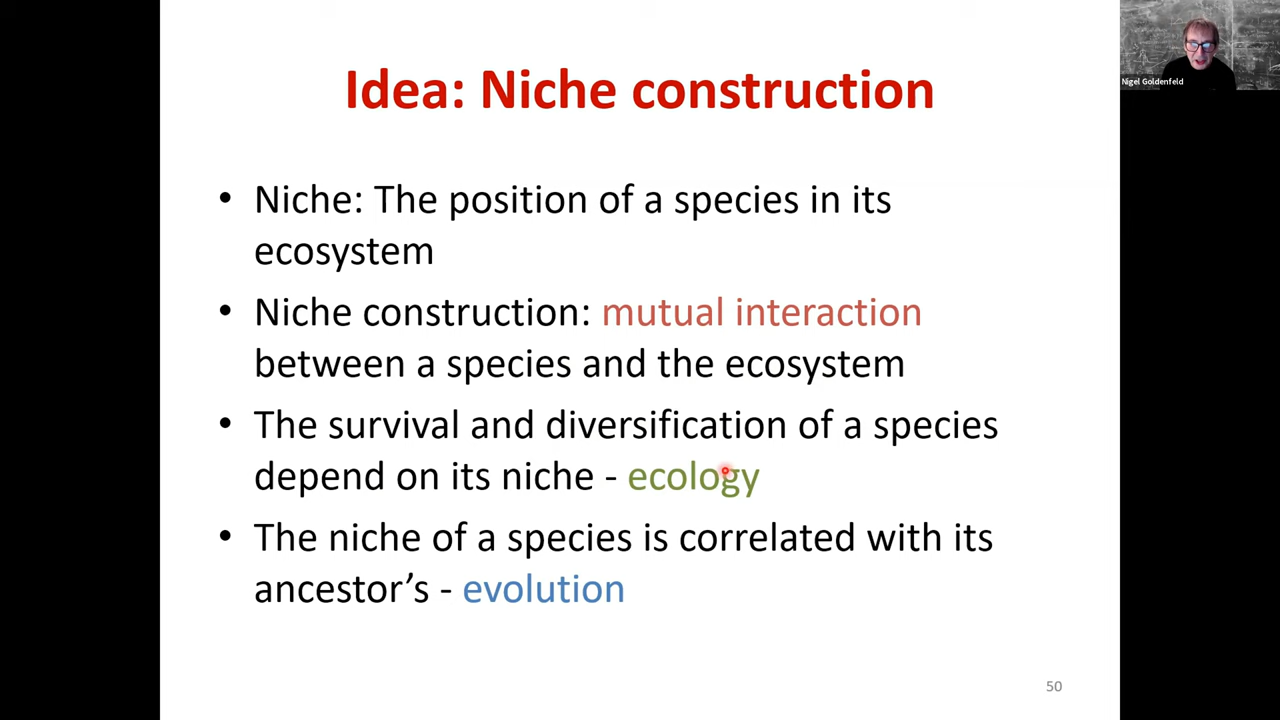 Idea: Niche construction
• Niche: The position of a species in its
ecosystem
• Niche construction: mutual interaction
between a species and the ecosystem
• The survival and diversification of a species
depend on its niche - ecology
• The niche of a species is correlated with its
ancestor’s - evolution
50
Nigel Goldenfeld